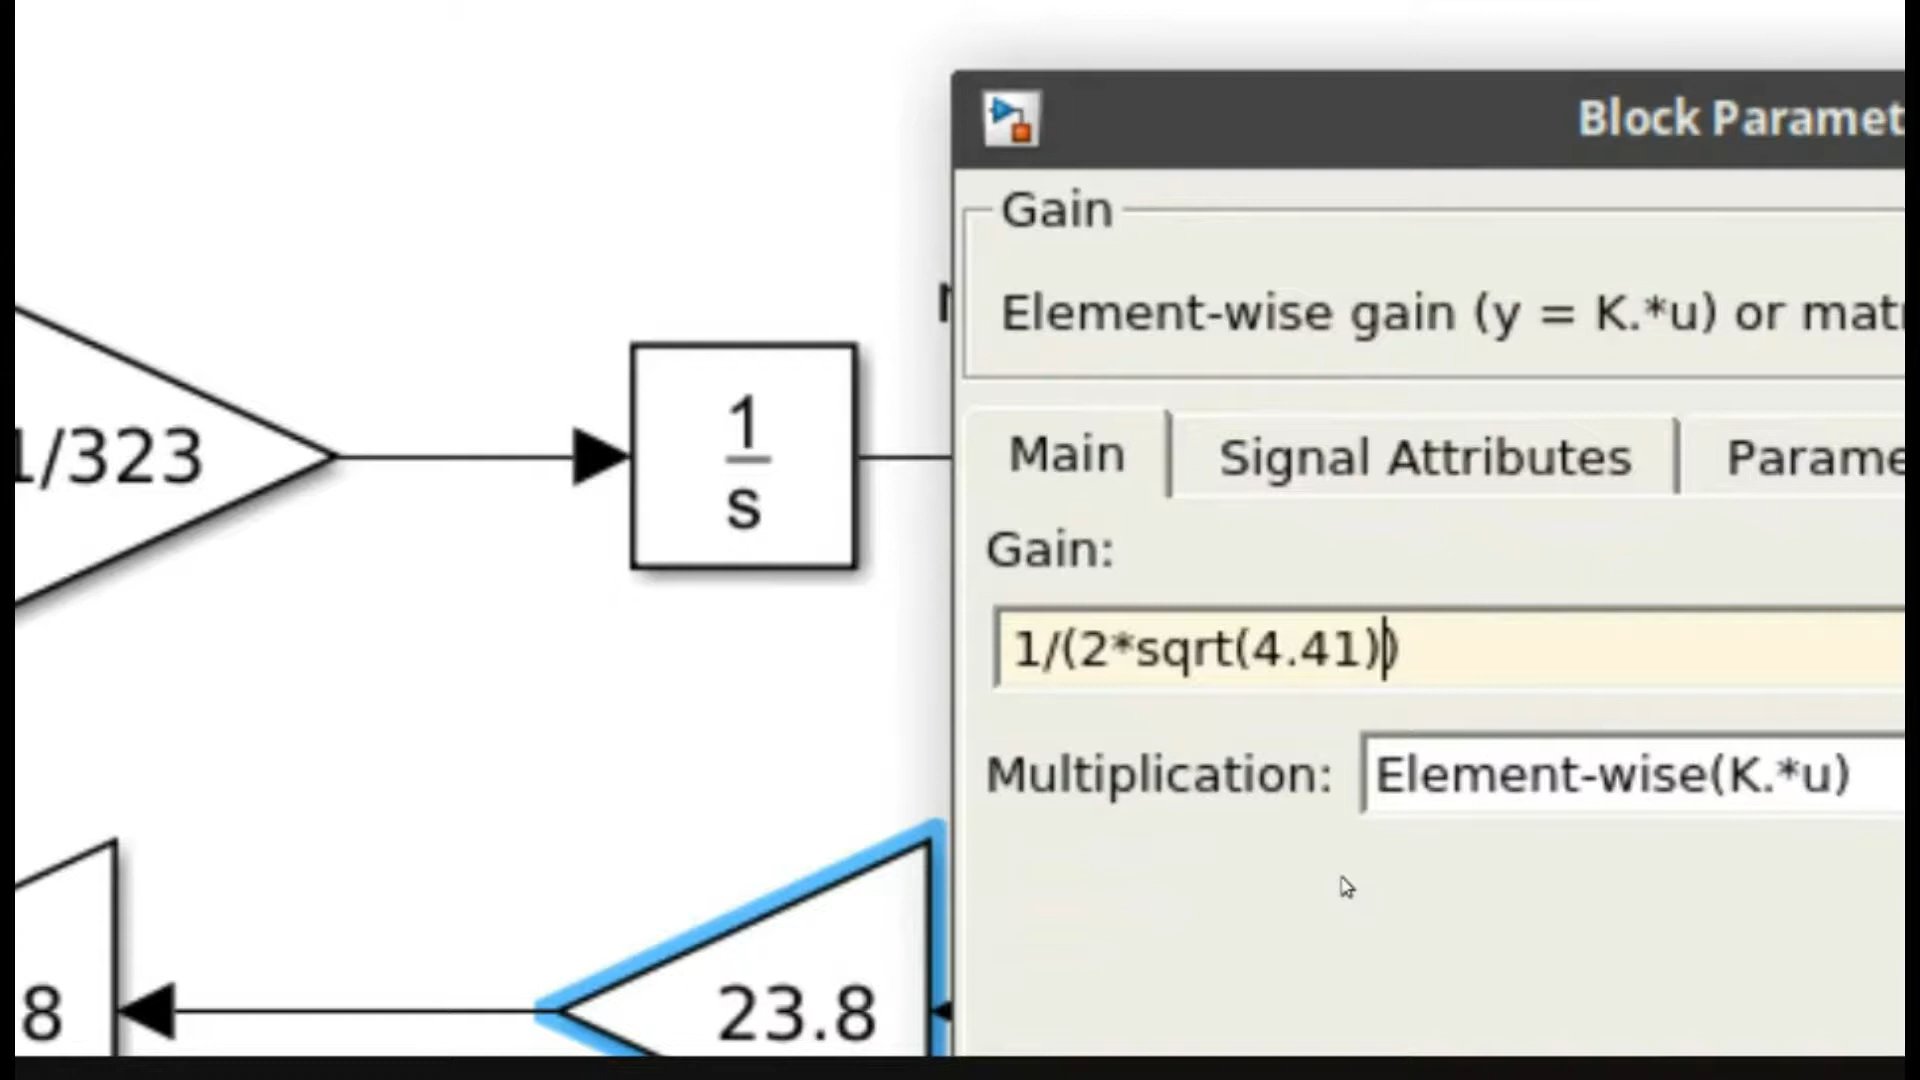 Block Paramet
Gain
Element-wise gain (y = K.*u) or mat
1/323
1
s
Main
Signal Attributes
Parame
Gain:
1/(2*sqrt(4.41))
Multiplication:
Element-wise(K.*u)
8
23.8